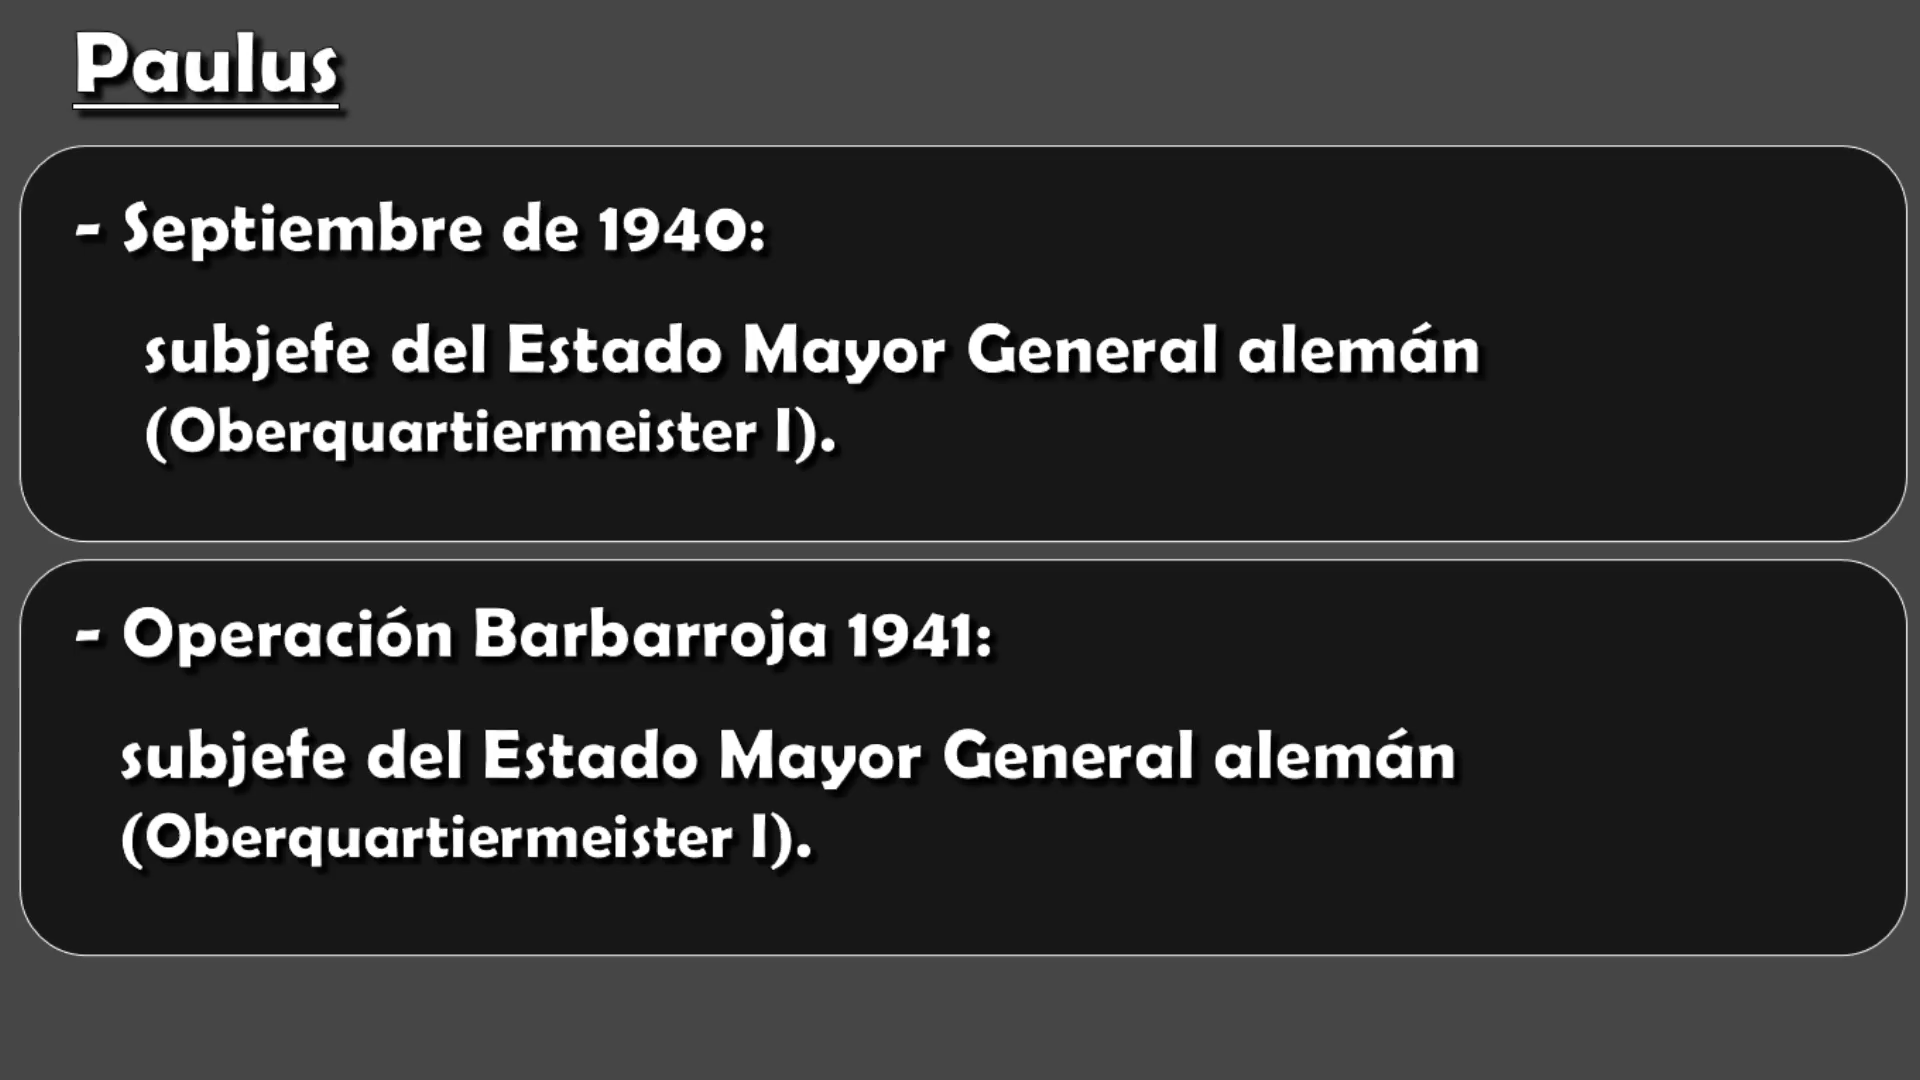 Paulus
- Septiembre de 1940:
subjefe del Estado Mayor General alemán
(Oberquartiermeister I).
- Operación Barbarroja 1941:
subjefe del Estado Mayor General alemán
(Oberquartiermeister I).